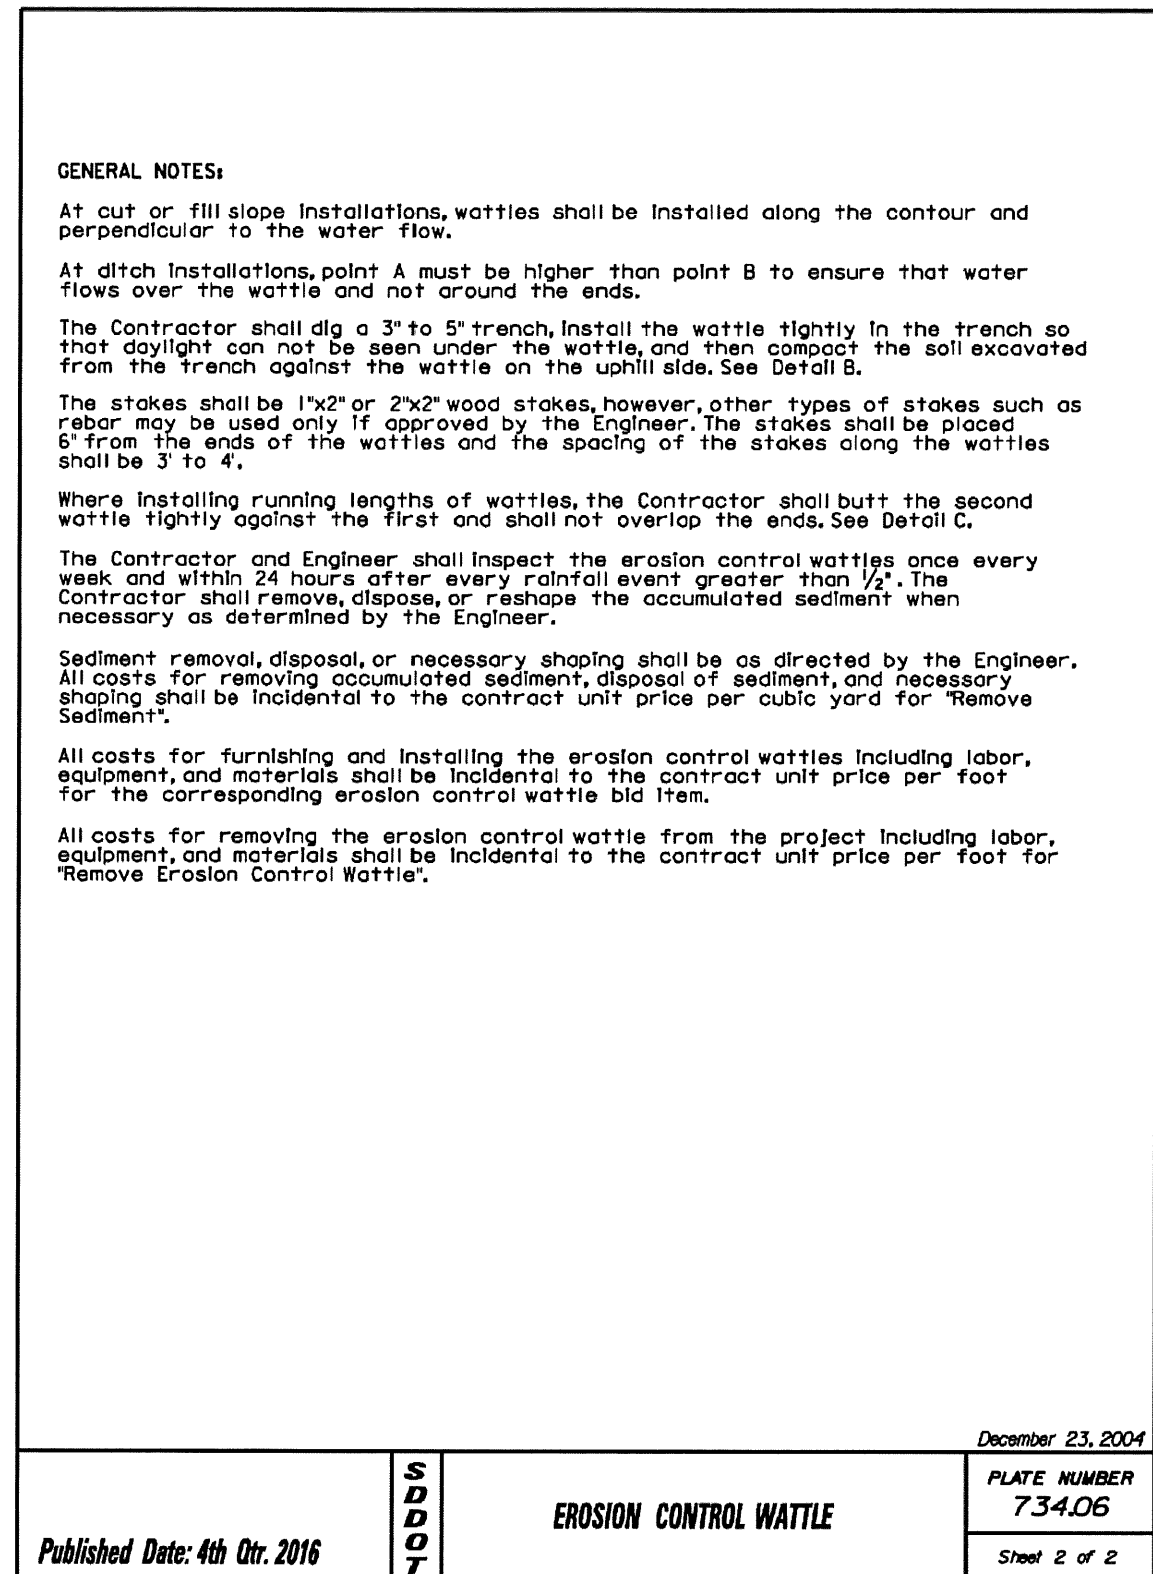 GENERAL NOTES:
At cut or fill slope installations, wattles shall be installed along the contour and
perpendicular to the water flow.
At ditch installations, point A must be higher than point B to ensure that water
flows over the wattle and not around the ends.
The Contractor shall dig a 3" to 5" trench, install the wattle tightly in the trench so
that daylight can not be seen under the wattle, and then compact the soil excavated
from the trench against the wattle on the uphill side. See Detail B.
The stakes shall be 1"x2" or 2"x2" wood stakes, however, other types of stakes such as
rebar may be used only if approved by the Engineer. The stakes shall be placed
6" from the ends of the wattles and the spacing of the stakes along the wattles
shall be 3' to 4'.
Where installing running lengths of wattles, the Contractor shall butt the second
wattle tightly against the first and shall not overlap the ends. See Detail C.
The Contractor and Engineer shall inspect the erosion control wattles once every
week and within 24 hours after every rainfall event greater than 1/2". The
Contractor shall remove, dispose, or reshape the accumulated sediment when
necessary as determined by the Engineer.
Sediment removal, disposal, or necessary shaping shall be as directed by the Engineer.
All costs for removing accumulated sediment, disposal of sediment, and necessary
shaping shall be incidental to the contract unit price per cubic yard for "Remove
Sediment".
All costs for furnishing and installing the erosion control wattles including labor,
equipment, and materials shall be incidental to the contract unit price per foot
for the corresponding erosion control wattle bid item.
All costs for removing the erosion control wattle from the project including labor,
equipment, and materials shall be incidental to the contract unit price per foot for
"Remove Erosion Control Wattle".
December 23, 2004
Published Date: 4th Qtr. 2016
SDDOT
EROSION CONTROL WATTLE
PLATE NUMBER
734.06
Sheet 2 of 2